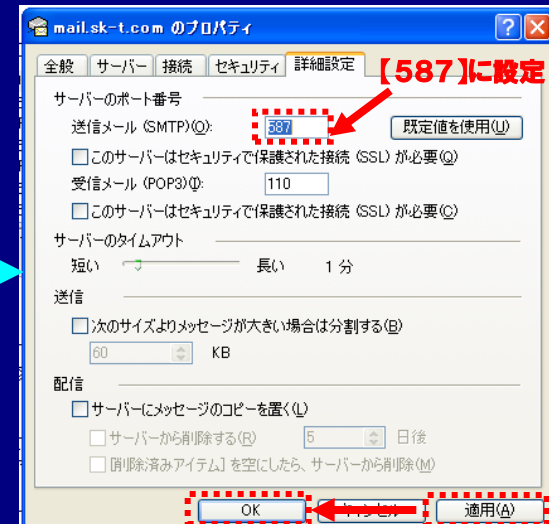 mail.sk-t.com のプロパティ
全般 サーバー 接続 セキュリティ 詳細設定
【587】に設定
サーバーのポート番号
送信メール (SMTP)(O): 587 既定値を使用(U)
このサーバーはセキュリティで保護された接続 (SSL) が必要(Q)
受信メール (POP3)(I): 110
このサーバーはセキュリティで保護された接続 (SSL) が必要(C)
サーバーのタイムアウト
短い 長い 1 分
送信
次のサイズよりメッセージが大きい場合は分割する(B)
60 KB
配信
サーバーにメッセージのコピーを置く(L)
サーバーから削除する(R) 5 日後
[削除済みアイテム] を空にしたら、サーバーから削除(M)
OK キャンセル 適用(A)